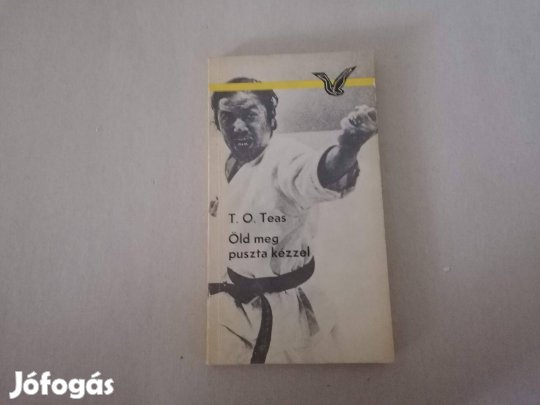 T. O. Teas
Öld meg
puszta kézzel
Jófogás